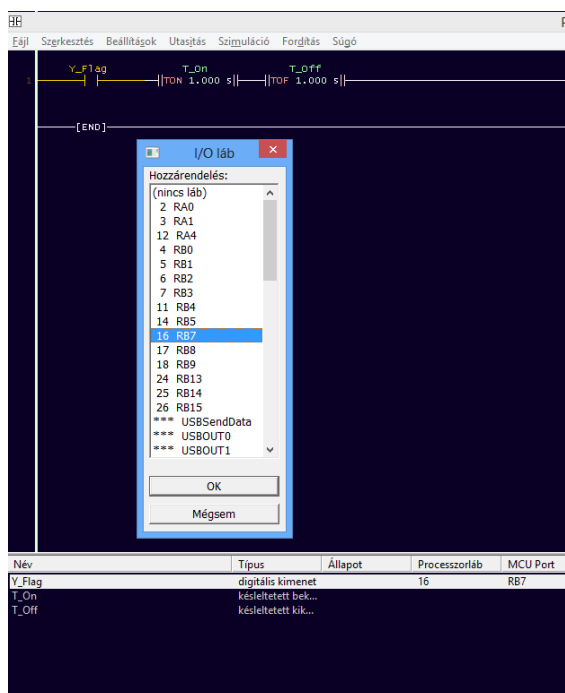 Fájl Szerkesztés Beállítások Utasítás Szimuláció Fordítás Súgó
Y_Flag T_On T_Off
1 TON 1.000 s TOF 1.000 s
[END]
I/O láb
Hozzárendelés:
(nincs láb)
2 RA0
3 RA1
12 RA4
4 RB0
5 RB1
6 RB2
7 RB3
11 RB4
14 RB5
16 RB7
17 RB8
18 RB9
24 RB13
25 RB14
26 RB15
*** USBSendData
*** USBOUT0
*** USBOUT1
OK
Mégsem
Név Típus Állapot Processzorláb MCU Port
Y_Flag digitális kimenet 16 RB7
T_On késleltetett bek...
T_Off késleltetett kik...